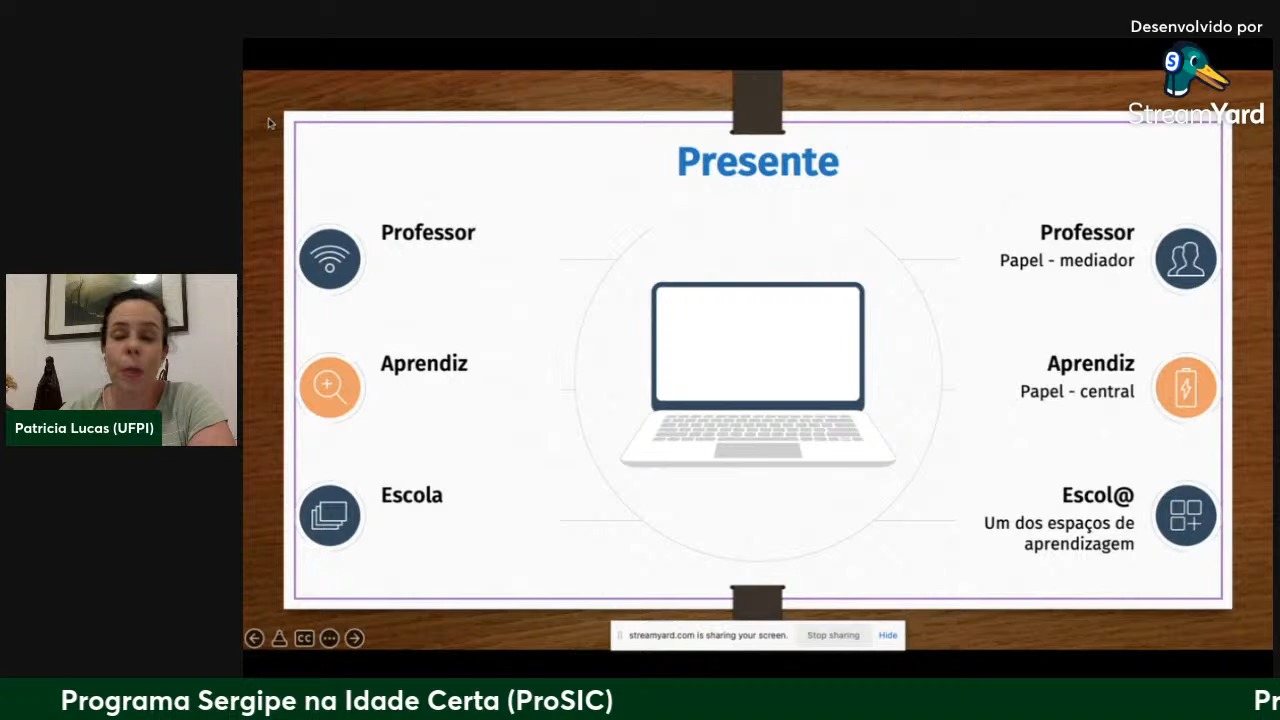 Desenvolvido por
StreamYard
Presente
Professor
Aprendiz
Escola
Professor
Papel - mediador
Aprendiz
Papel - central
Escol@
Um dos espaços de
aprendizagem
Patricia Lucas (UFPI)
CC
streamyard.com is sharing your screen.
Stop sharing
Hide
Programa Sergipe na Idade Certa (ProSIC)
Pr